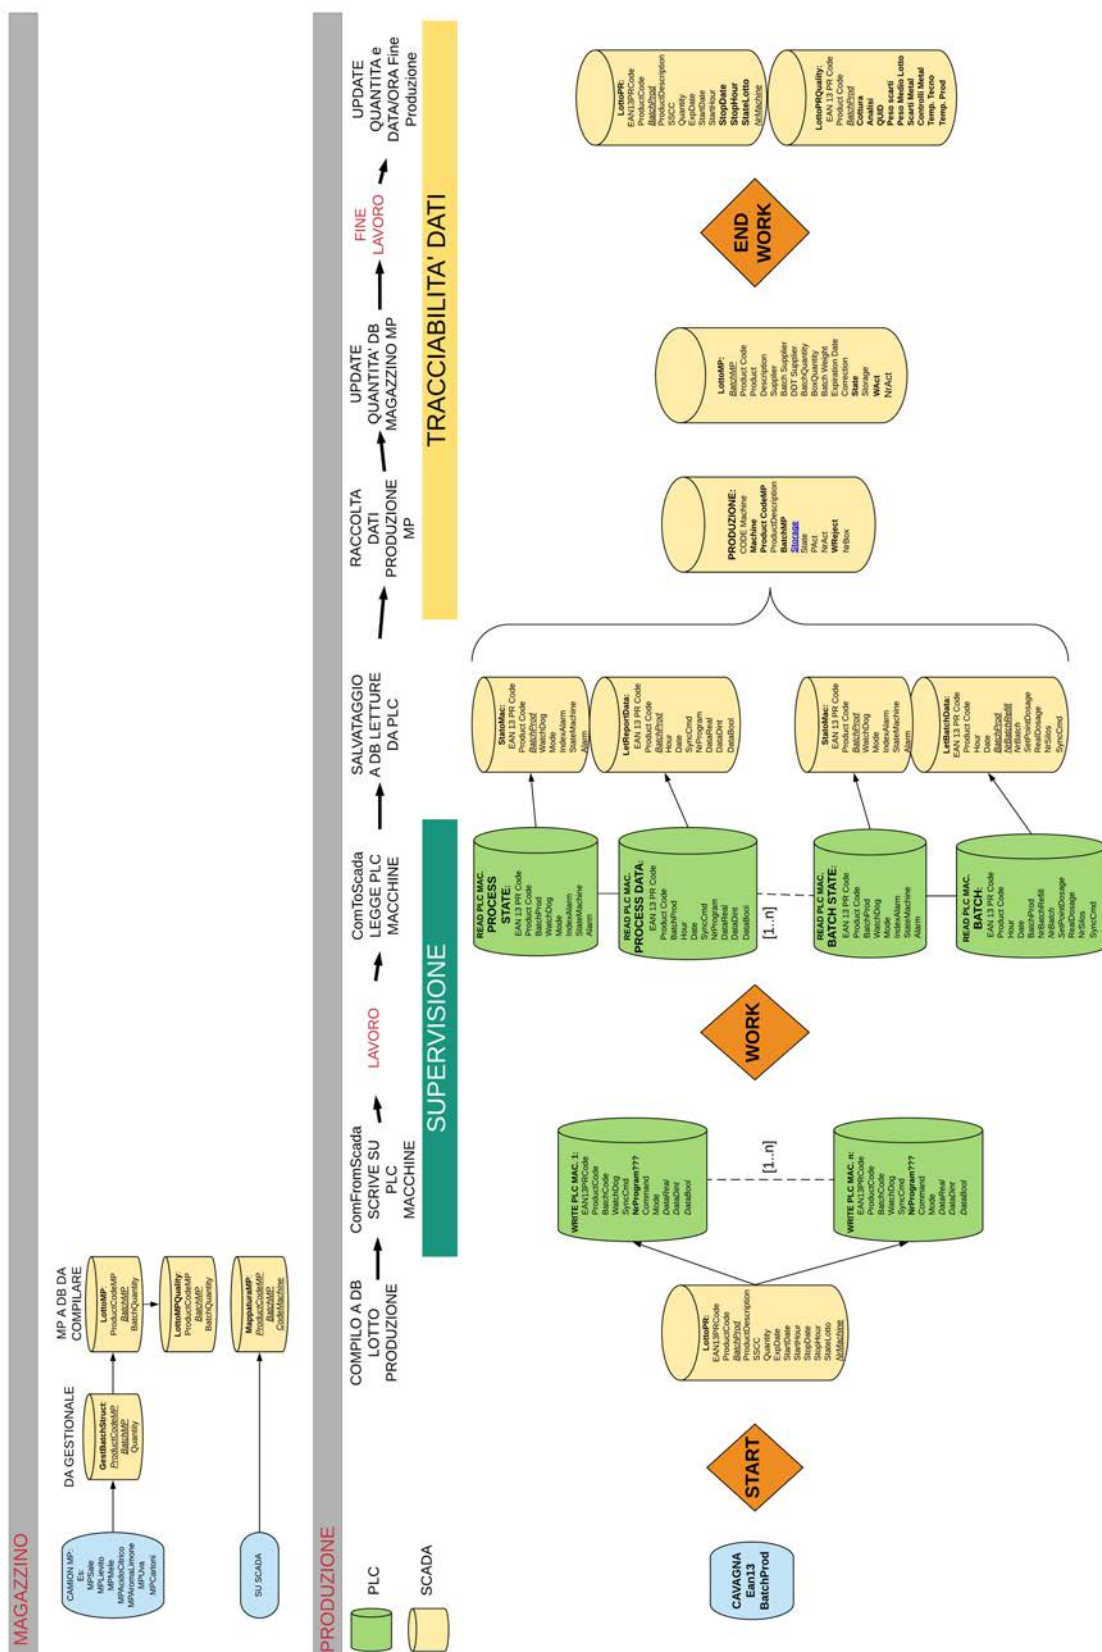 MAGAZZINO
CAMION MP:
Es:
MPSale
MPLievito
MPMele
MPAcidoCitrico
MPAromaLimone
MPUva
MPCartoni
DA GESTIONALE
GestBatchStruct:
ProductCodeMP
BatchMP
Quantity
MP A DB DA
COMPILARE
LottoMP:
ProductCodeMP
BatchMP
BatchQuantity
LottoMPQuality:
ProductCodeMP
BatchMP
BatchQuantity
SU SCADA
MappaturaMP:
ProductCodeMP
BatchMP
CodeMachine
PRODUZIONE
PLC
SCADA
COMPILO A DB
LOTTO
PRODUZIONE
ComFromScada
SCRIVE SU
PLC
MACCHINE
LAVORO
ComToScada
LEGGE PLC
MACCHINE
SALVATAGGIO
A DB LETTURE
DA PLC
RACCOLTA
DATI
PRODUZIONE
MP
UPDATE
QUANTITA' DB
MAGAZZINO MP
FINE
LAVORO
UPDATE
QUANTITA e
DATA/ORA Fine
Produzione
SUPERVISIONE
TRACCIABILITA' DATI
CAVAGNA
Ean13
BatchProd
START
LottoPR:
EAN13PRCode
ProductCode
BatchProd
ProductDescription
SSCC
Quantity
ExpDate
StartDate
StartHour
StopDate
StopHour
StateLotto
NrMachine
WRITE PLC MAC. 1:
EAN13PRCode
ProductCode
BatchCode
WatchDog
SyncCmd
NrProgram???
Command
Mode
DataReal
DataDint
DataBool
[1..n]
WRITE PLC MAC. n:
EAN13PRCode
ProductCode
BatchCode
WatchDog
SyncCmd
NrProgram???
Command
Mode
DataReal
DataDint
DataBool
WORK
READ PLC MAC.
PROCESS
STATE:
EAN 13 PR Code
Product Code
BatchProd
WatchDog
Mode
IndexAlarm
StateMachine
Alarm
READ PLC MAC.
PROCESS DATA:
EAN 13 PR Code
Product Code
BatchProd
Hour
Date
SyncCmd
NrProgram
DataReal
DataDint
DataBool
[1..n]
READ PLC MAC.
BATCH STATE:
EAN 13 PR Code
Product Code
BatchProd
WatchDog
Mode
IndexAlarm
StateMachine
Alarm
READ PLC MAC.
BATCH:
EAN 13 PR Code
Product Code
Hour
Date
BatchProd
NrBatchRefill
NrBatch
SetPointDosage
RealDosage
NrSilos
SyncCmd
StatoMac:
EAN 13 PR Code
Product Code
BatchProd
WatchDog
Mode
IndexAlarm
StateMachine
Alarm
LetReportData:
EAN 13 PR Code
Product Code
BatchProd
Hour
Date
SyncCmd
NrProgram
DataReal
DataDint
DataBool
StatoMac:
EAN 13 PR Code
Product Code
BatchProd
WatchDog
Mode
IndexAlarm
StateMachine
Alarm
LetBatchData:
EAN 13 PR Code
Product Code
Hour
Date
BatchProd
NrBatchRefill
NrBatch
SetPointDosage
RealDosage
NrSilos
SyncCmd
PRODUZIONE:
CODE Machine
Machine
Product CodeMP
ProductDescription
BatchMP
Storage
State
PAct
NrAct
WReject
NrBox
LottoMP:
BatchMP
Product Code
Product
Description
Supplier
Batch Supplier
DDT Supplier
BatchQuantity
BoxQuantity
Batch Weight
Expiration Date
Correction
State
Storage
WAct
NrAct
END
WORK
LottoPR:
EAN13PRCode
ProductCode
BatchProd
ProductDescription
SSCC
Quantity
ExpDate
StartDate
StartHour
StopDate
StopHour
StateLotto
NrMachine
LottoPRQuality:
EAN 13 PR Code
Product Code
BatchProd
Cottura
Analisi
QUID
Peso scarti
Peso Medio Lotto
Scarti Metal
Controlli Metal
Temp. Tecno
Temp. Prod